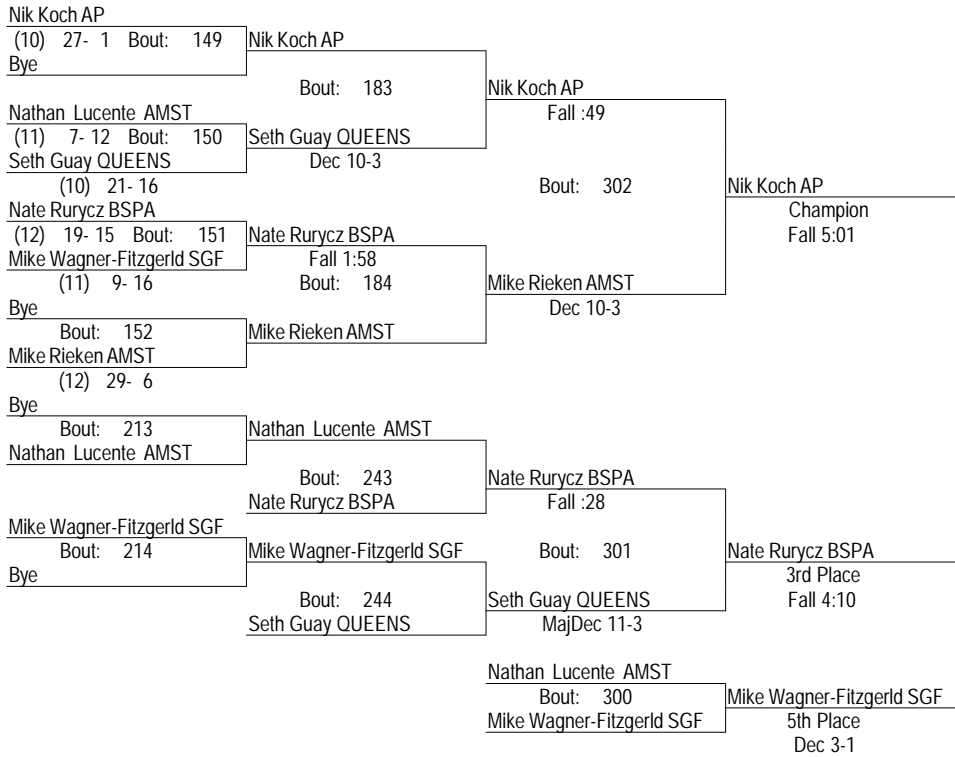 Nik Koch AP
(10) 27- 1 Bout: 149 Nik Koch AP
Bye
Bout: 183 Nik Koch AP
Nathan Lucente AMST Fall :49
(11) 7- 12 Bout: 150 Seth Guay QUEENS
Seth Guay QUEENS Dec 10-3
(10) 21- 16 Bout: 302 Nik Koch AP
Nate Rurycz BSPA Champion
(12) 19- 15 Bout: 151 Nate Rurycz BSPA Fall 5:01
Mike Wagner-Fitzgerld SGF Fall 1:58
(11) 9- 16 Bout: 184 Mike Rieken AMST
Bye Dec 10-3
Bout: 152 Mike Rieken AMST
Mike Rieken AMST
(12) 29- 6
Bye
Bout: 213 Nathan Lucente AMST
Nathan Lucente AMST
Bout: 243 Nate Rurycz BSPA
Nate Rurycz BSPA Fall :28
Mike Wagner-Fitzgerld SGF
Bout: 214 Mike Wagner-Fitzgerld SGF Bout: 301 Nate Rurycz BSPA
Bye 3rd Place
Bout: 244 Seth Guay QUEENS Fall 4:10
Seth Guay QUEENS MajDec 11-3
Nathan Lucente AMST
Bout: 300 Mike Wagner-Fitzgerld SGF
Mike Wagner-Fitzgerld SGF 5th Place
Dec 3-1